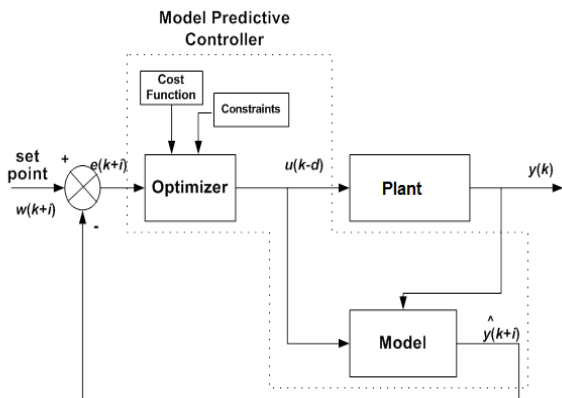 Model Predictive
Controller
Cost
Function
Constraints
set
point
+
e(k+i)
Optimizer
u(k-d)
Plant
y(k)
w(k+i)
-
Model
ŷ(k+i)